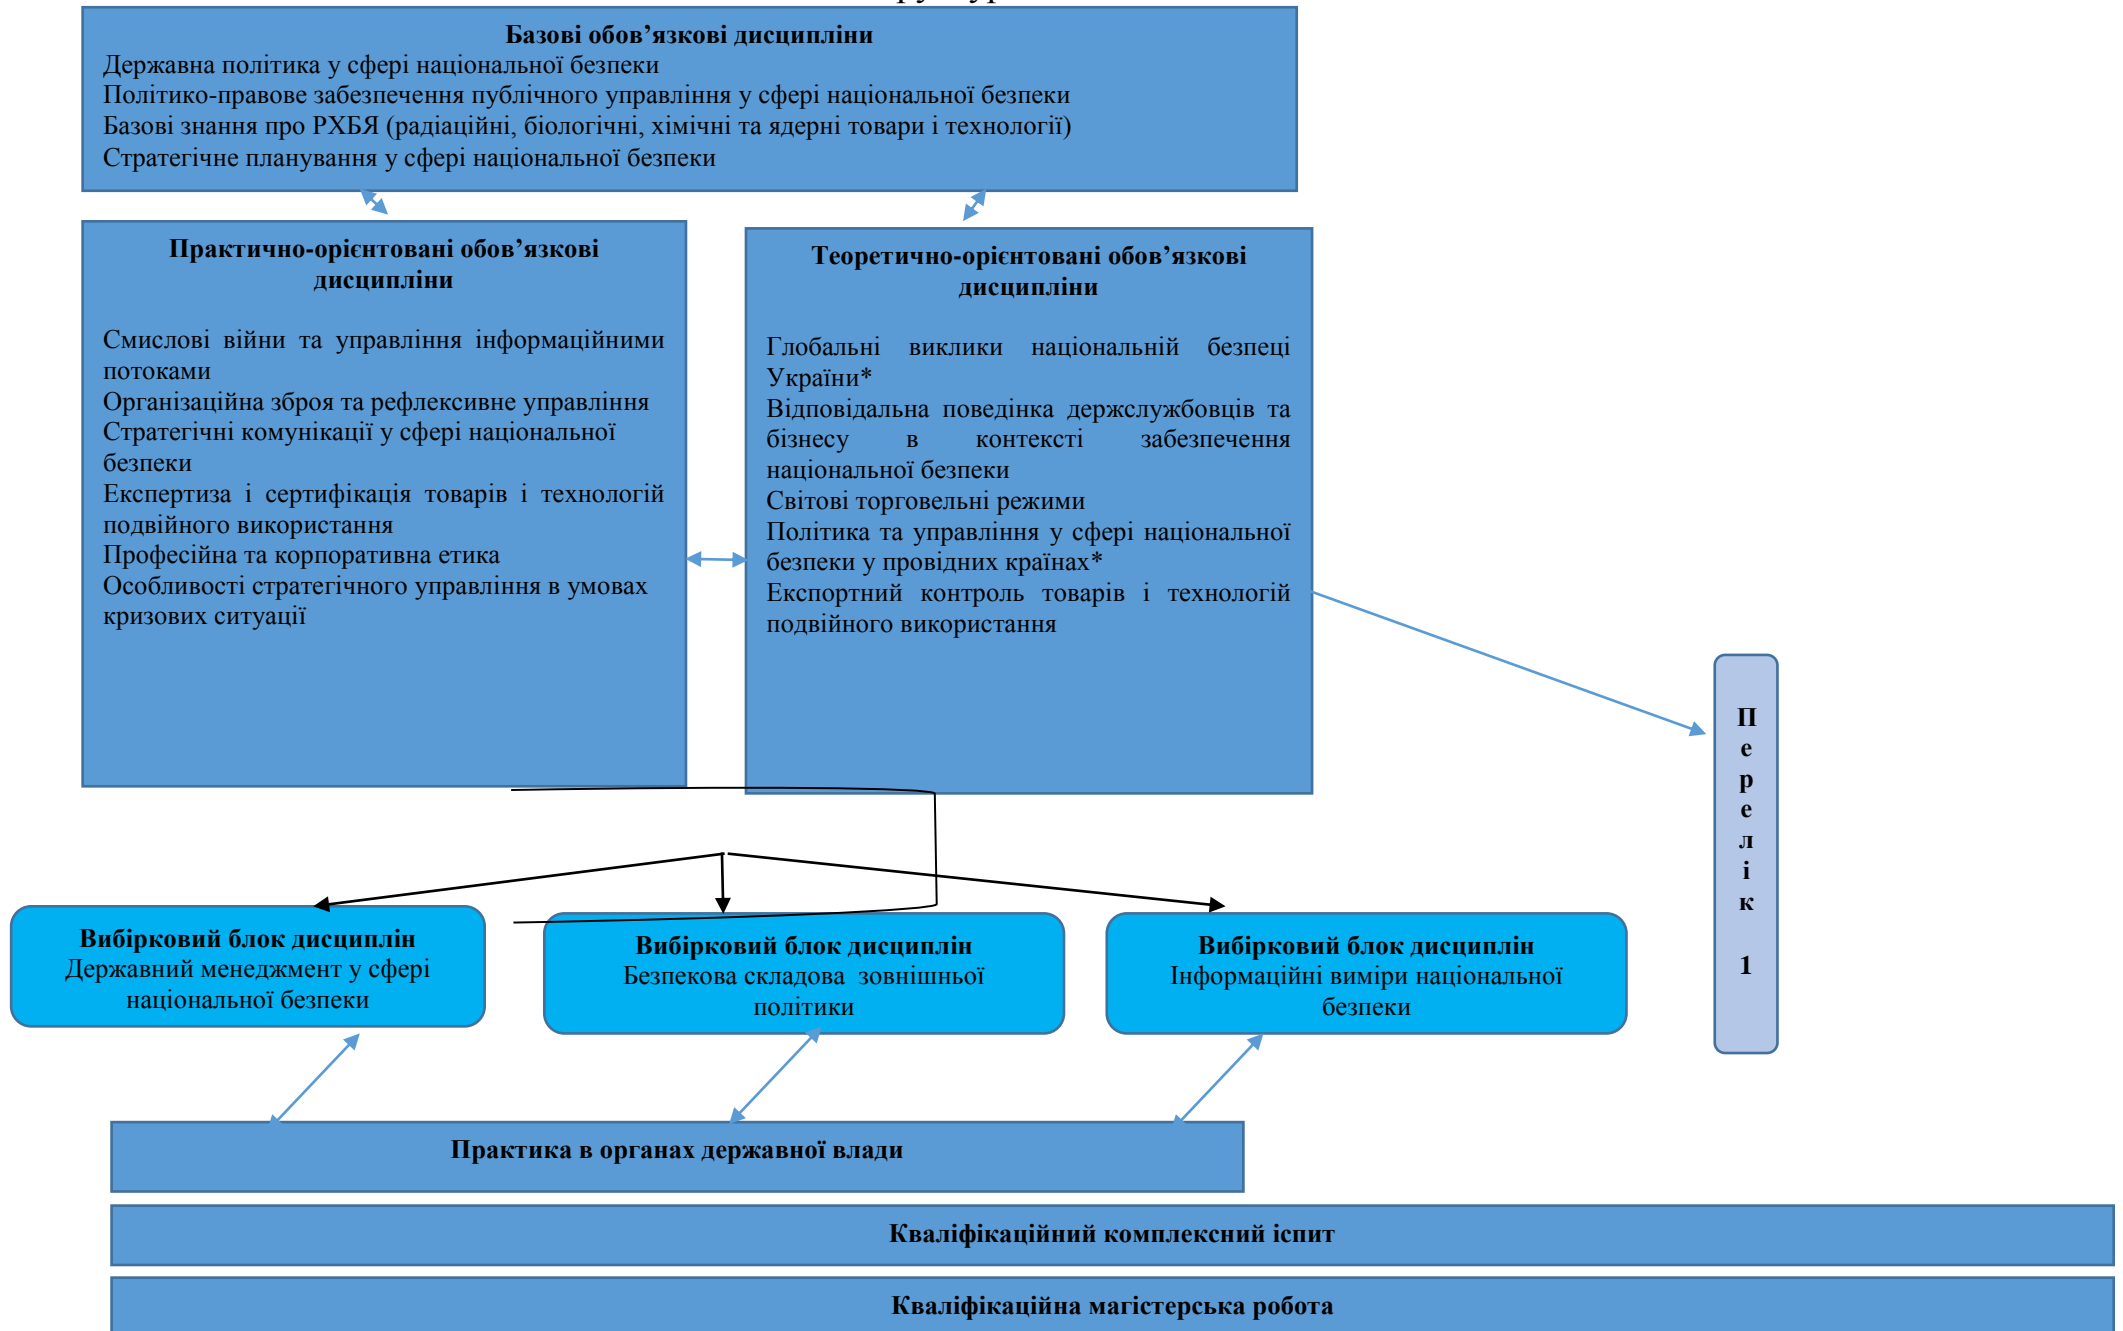 Базові обов’язкові дисципліни
Державна політика у сфері національної безпеки
Політико-правове забезпечення публічного управління у сфері національної безпеки
Базові знання про РХБЯ (радіаційні, біологічні, хімічні та ядерні товари і технології)
Стратегічне планування у сфері національної безпеки
Практично-орієнтовані обов’язкові
дисципліни
Смислові війни та управління інформаційними
потоками
Організаційна зброя та рефлексивне управління
Стратегічні комунікації у сфері національної
безпеки
Експертиза і сертифікація товарів і технологій
подвійного використання
Професійна та корпоративна етика
Особливості стратегічного управління в умовах
кризових ситуації
Теоретично-орієнтовані обов’язкові
дисципліни
Глобальні виклики національній безпеці
України*
Відповідальна поведінка держслужбовців та
бізнесу в контексті забезпечення
національної безпеки
Світові торговельні режими
Політика та управління у сфері національної
безпеки у провідних країнах*
Експортний контроль товарів і технологій
подвійного використання
П
е
р
е
л
і
к
1
Вибірковий блок дисциплін
Державний менеджмент у сфері
національної безпеки
Вибірковий блок дисциплін
Безпекова складова зовнішньої
політики
Вибірковий блок дисциплін
Інформаційні виміри національної
безпеки
Практика в органах державної влади
Кваліфікаційний комплексний іспит
Кваліфікаційна магістерська робота